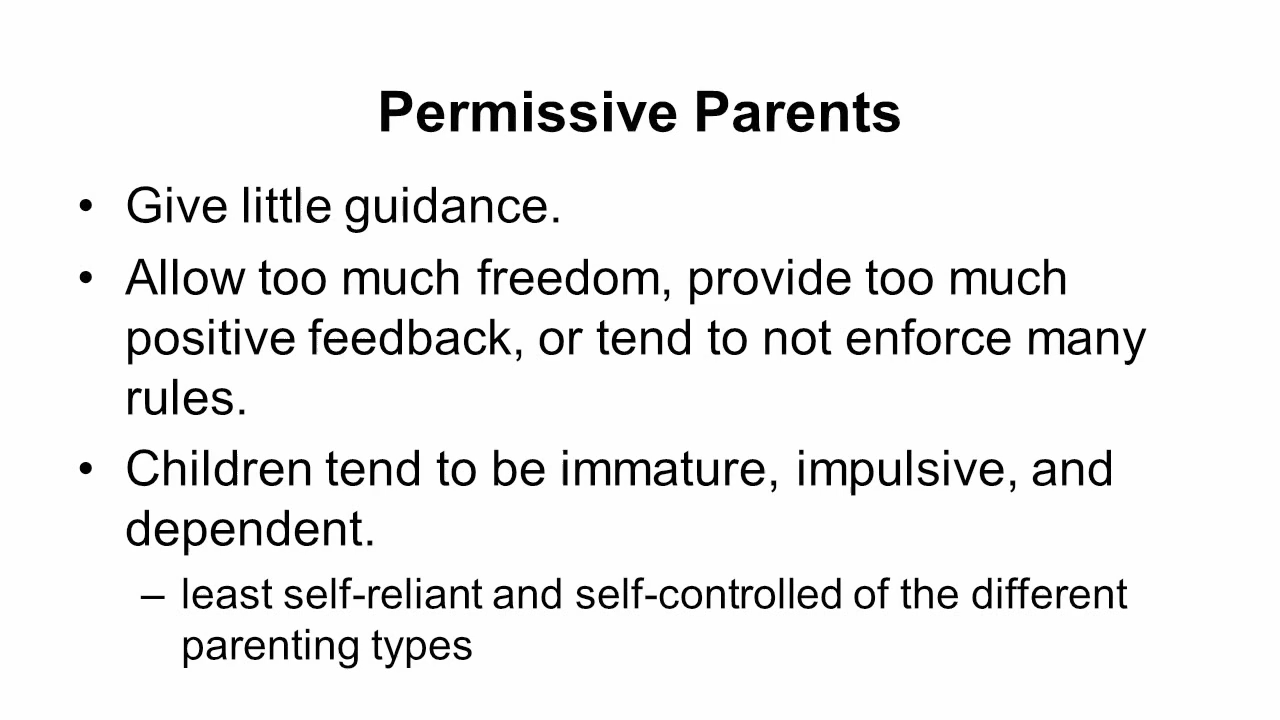 Permissive Parents
• Give little guidance.
• Allow too much freedom, provide too much
positive feedback, or tend to not enforce many
rules.
• Children tend to be immature, impulsive, and
dependent.
– least self-reliant and self-controlled of the different
parenting types